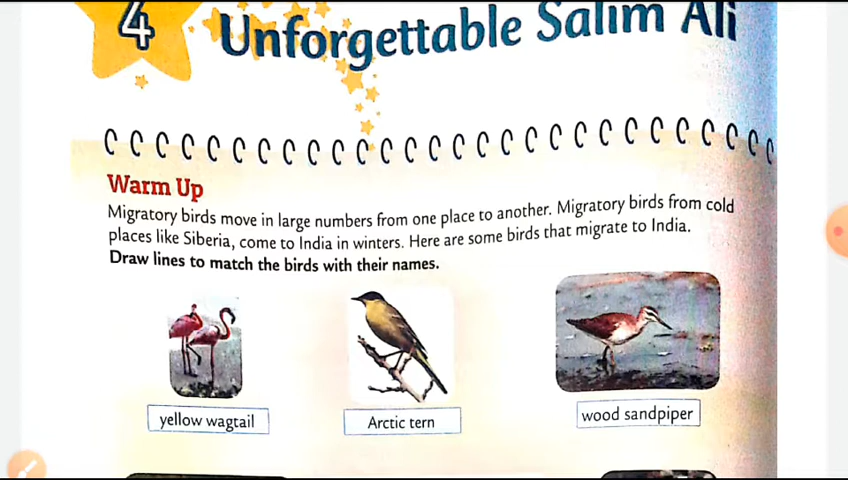 4
Unforgettable Salim Ali
Warm Up
Migratory birds move in large numbers from one place to another. Migratory birds from cold
places like Siberia, come to India in winters. Here are some birds that migrate to India.
Draw lines to match the birds with their names.
yellow wagtail
Arctic tern
wood sandpiper